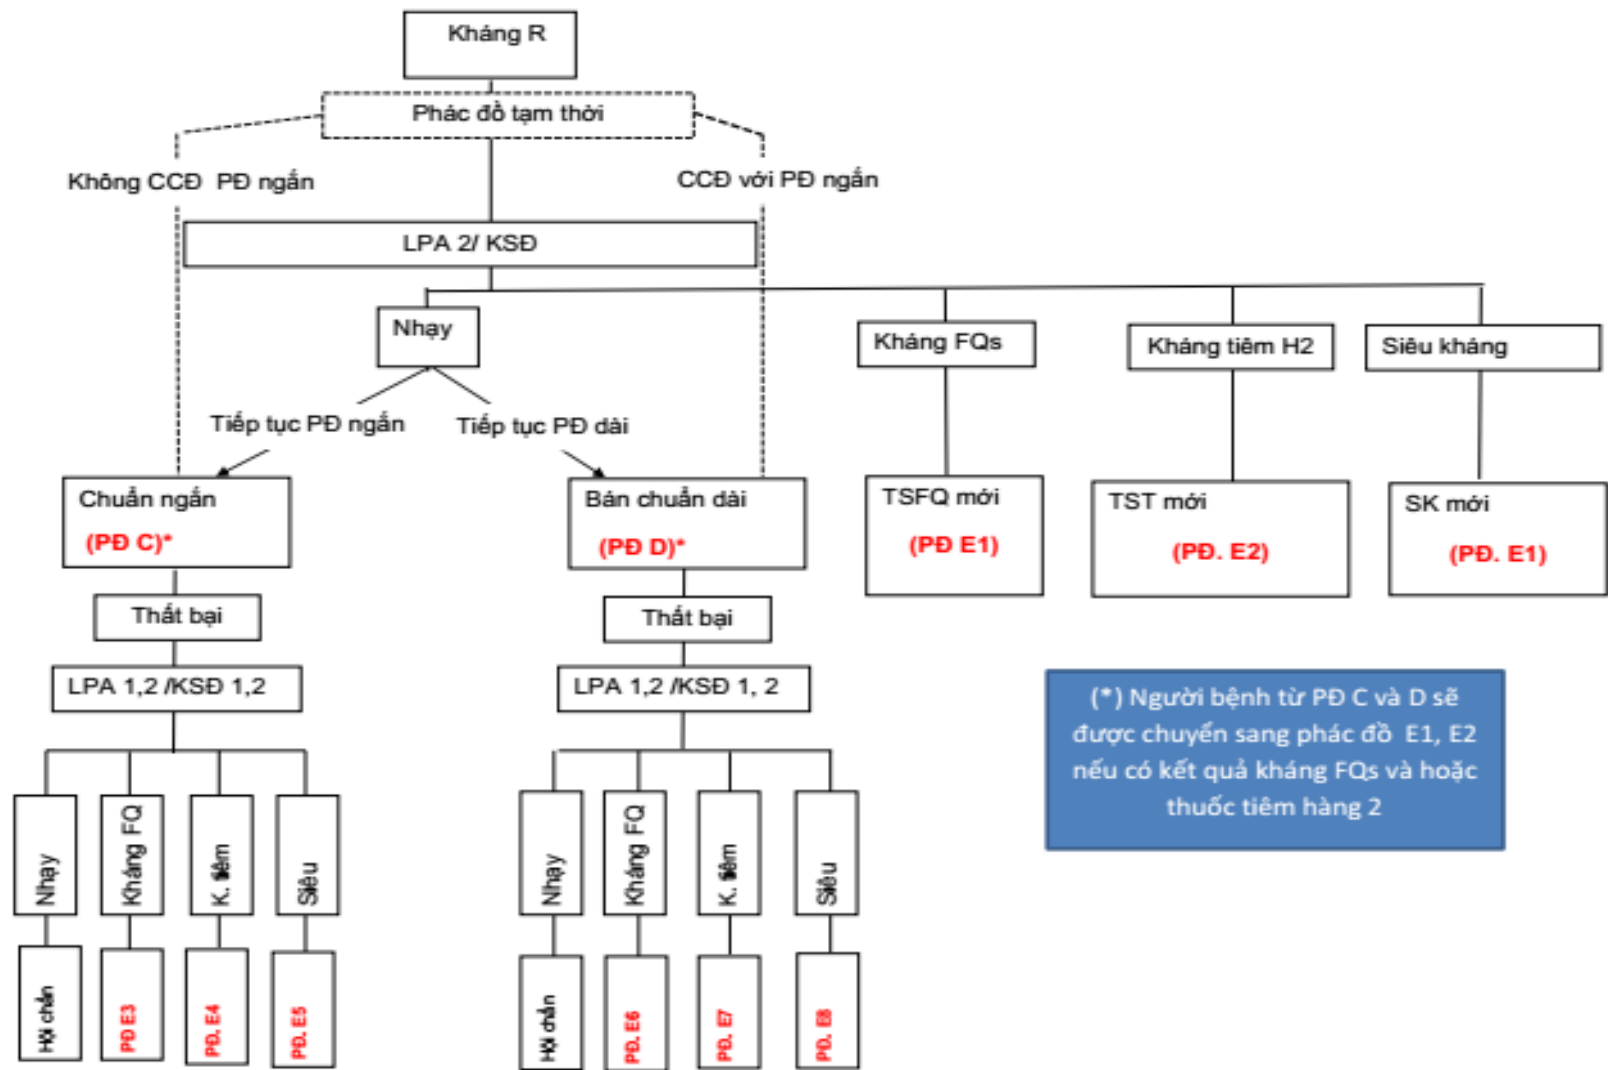 Kháng R
Phác đồ tạm thời
Không CCĐ PĐ ngắn
CCĐ với PĐ ngắn
LPA 2/ KSĐ
Nhạy
Kháng FQs
Kháng tiêm H2
Siêu kháng
Tiếp tục PĐ ngắn
Tiếp tục PĐ dài
Chuẩn ngắn
(PĐ C)*
Bán chuẩn dài
(PĐ D)*
TSFQ mới
(PĐ E1)
TST mới
(PĐ. E2)
SK mới
(PĐ. E1)
Thất bại
Thất bại
LPA 1,2 /KSĐ 1,2
LPA 1,2 /KSĐ 1, 2
(*) Người bệnh từ PĐ C và D sẽ
được chuyển sang phác đồ E1, E2
nếu có kết quả kháng FQs và hoặc
thuốc tiêm hàng 2
Nhạy
Kháng FQ
K. tiêm
Siêu
Nhạy
Kháng FQ
K. tiêm
Siêu
Hội chẩn
PĐ E3
PĐ. E4
PĐ. E5
Hội chẩn
PĐ. E6
PĐ. E7
PĐ. E8